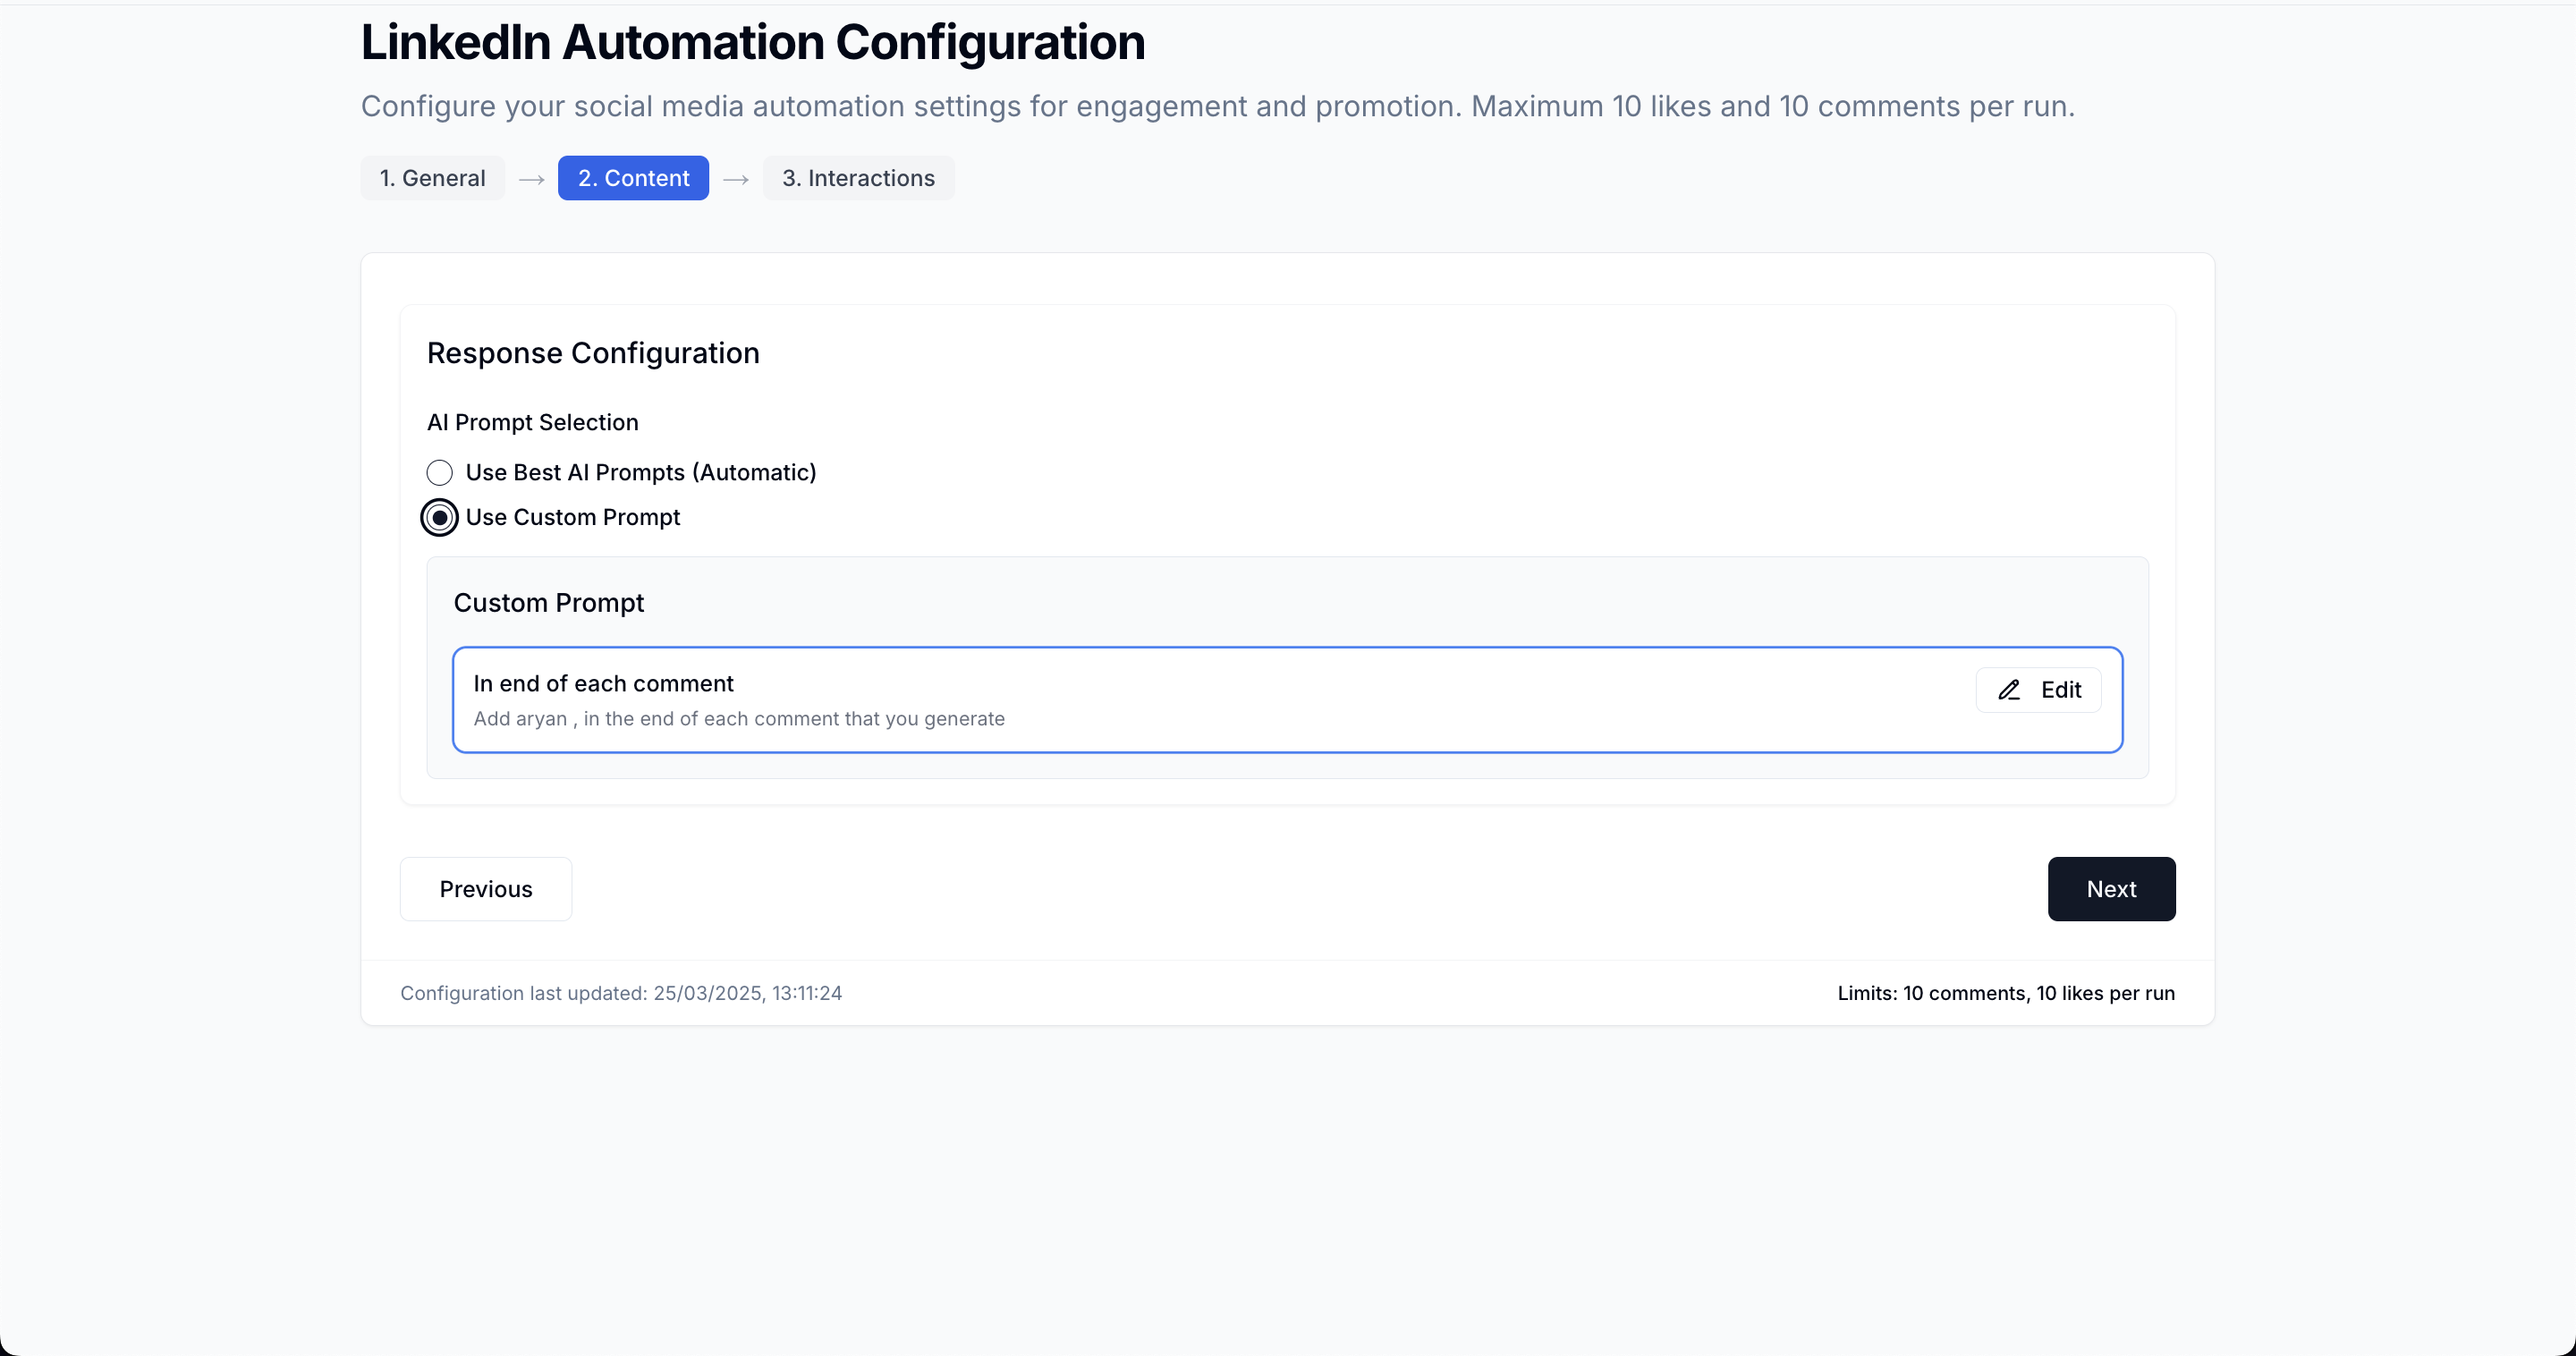 LinkedIn Automation Configuration
Configure your social media automation settings for engagement and promotion. Maximum 10 likes and 10 comments per run.
1. General → 2. Content → 3. Interactions
Response Configuration
AI Prompt Selection
Use Best AI Prompts (Automatic)
Use Custom Prompt
Custom Prompt
In end of each comment
Edit
Add aryan , in the end of each comment that you generate
Previous
Next
Configuration last updated: 25/03/2025, 13:11:24
Limits: 10 comments, 10 likes per run